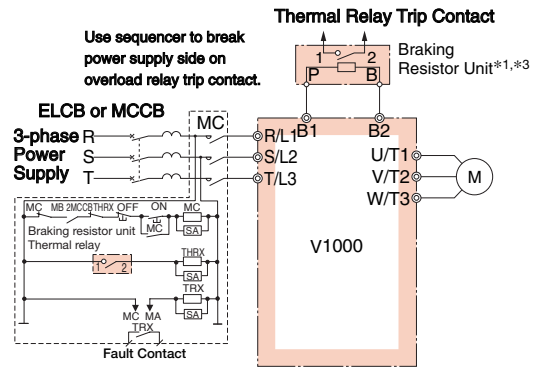 Thermal Relay Trip Contact
Use sequencer to break
power supply side on
overload relay trip contact.
1 2
P B
Braking
Resistor Unit*1,*3
ELCB or MCCB
MC
3-phase
Power
Supply
R
S
T
R/L1
S/L2
T/L3
B1 B2
U/T1
V/T2
W/T3
M
V1000
MC MB 2MCCB THRX OFF ON MC
MC
SA
Braking resistor unit
Thermal relay
1 2
THRX
SA
TRX
SA
MC MA
TRX
Fault Contact